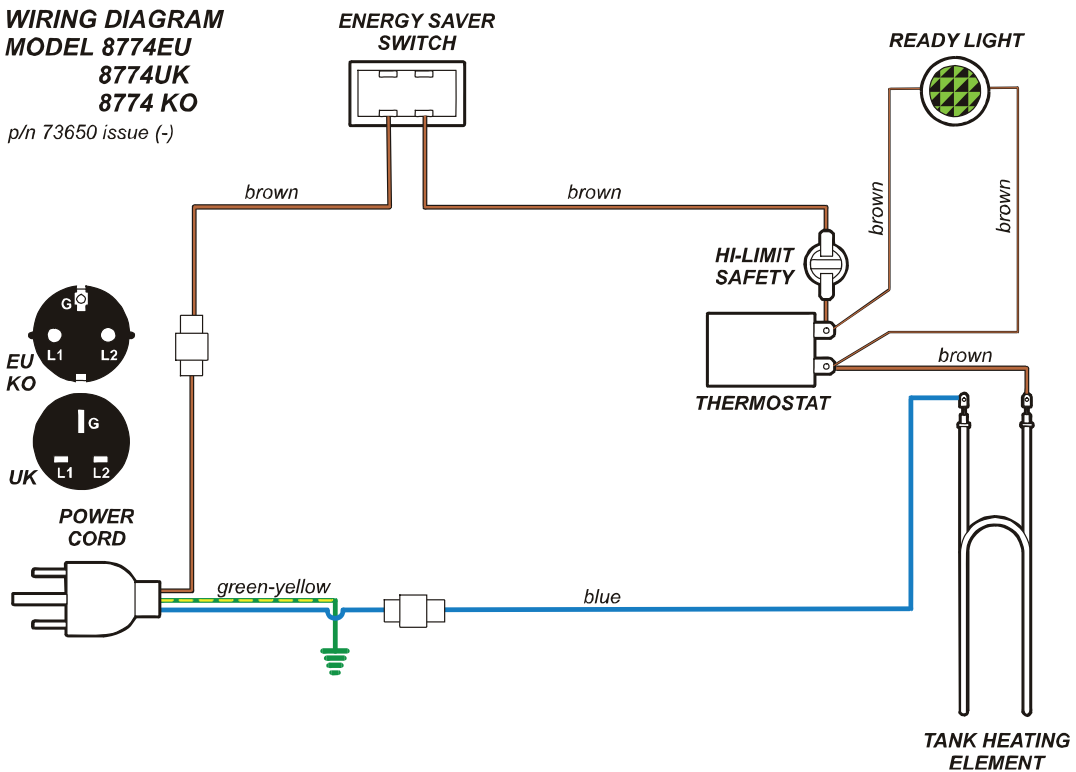 WIRING DIAGRAM
MODEL 8774EU
8774UK
8774 KO
p/n 73650 issue (-)
ENERGY SAVER
SWITCH
READY LIGHT
brown
brown
brown
brown
HI-LIMIT
SAFETY
G
L1 L2
EU
KO
brown
THERMOSTAT
G
L1 L2
UK
POWER
CORD
green-yellow
blue
TANK HEATING
ELEMENT